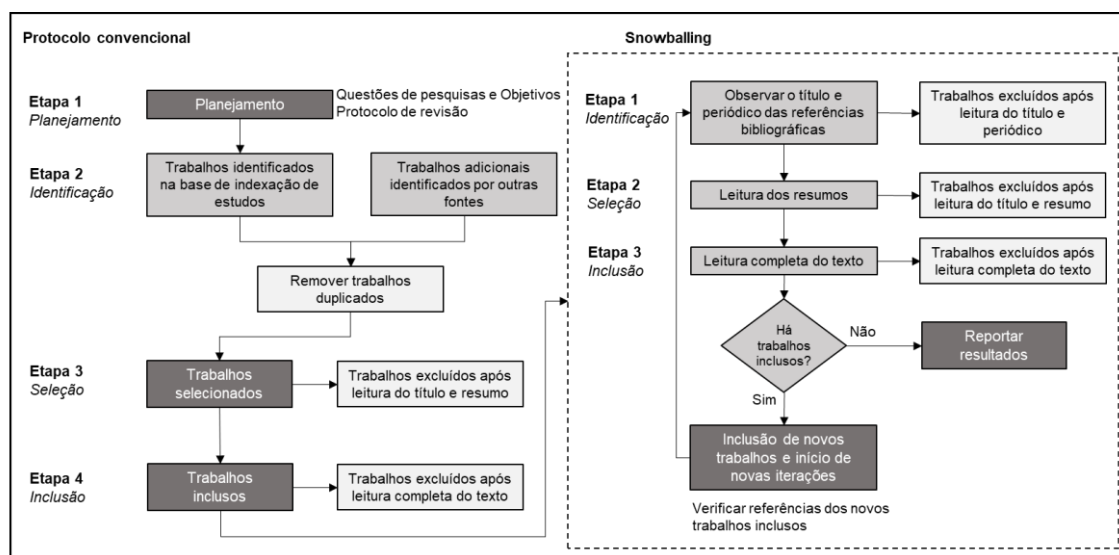 Protocolo convencional
Etapa 1
Planejamento
Planejamento
Questões de pesquisas e Objetivos
Protocolo de revisão
Etapa 2
Identificação
Trabalhos identificados
na base de indexação de
estudos
Trabalhos adicionais
identificados por outras
fontes
Remover trabalhos
duplicados
Etapa 3
Seleção
Trabalhos
selecionados
Trabalhos excluídos após
leitura do título e resumo
Etapa 4
Inclusão
Trabalhos
inclusos
Trabalhos excluídos após
leitura completa do texto
Snowballing
Etapa 1
Identificação
Observar o título e
periódico das referências
bibliográficas
Trabalhos excluídos após
leitura do título e
periódico
Etapa 2
Seleção
Leitura dos resumos
Trabalhos excluídos após
leitura do título e resumo
Etapa 3
Inclusão
Leitura completa do texto
Trabalhos excluídos após
leitura completa do texto
Há
trabalhos
inclusos?
Não
Reportar
resultados
Sim
Inclusão de novos
trabalhos e início de
novas iterações
Verificar referências dos novos
trabalhos inclusos